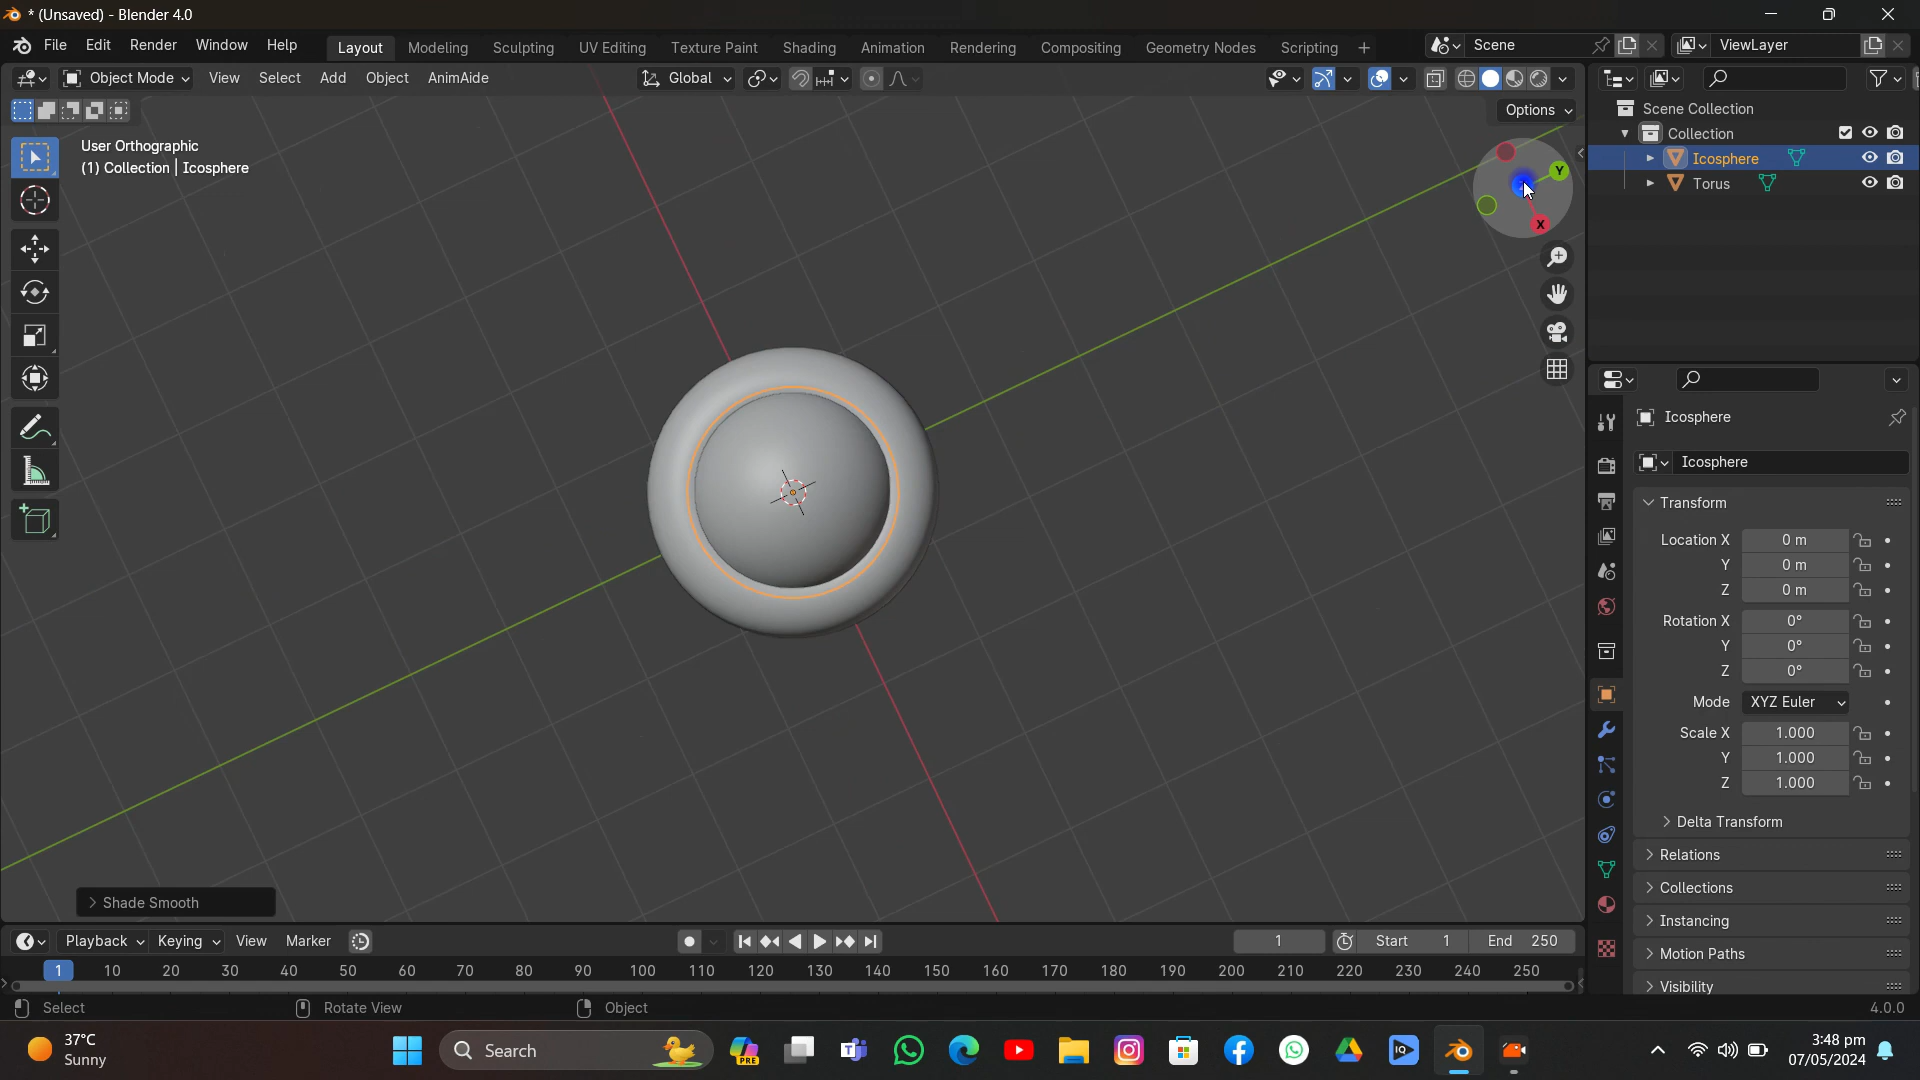 * (Unsaved) - Blender 4.0
File Edit Render Window Help Layout Modeling Sculpting UV Editing Texture Paint Shading Animation Rendering Compositing Geometry Nodes Scripting + Scene ViewLayer
Object Mode View Select Add Object AnimAide Global
Options
User Orthographic
(1) Collection | Icosphere
Y
X
Scene Collection
Collection
Icosphere
Torus
Icosphere
Icosphere
Transform
Location X 0 m
Y 0 m
Z 0 m
Rotation X 0°
Y 0°
Z 0°
Mode XYZ Euler
Scale X 1.000
Y 1.000
Z 1.000
Delta Transform
Relations
Collections
Instancing
Motion Paths
Visibility
Shade Smooth
Playback Keying View Marker 1 Start 1 End 250
1 10 20 30 40 50 60 70 80 90 100 110 120 130 140 150 160 170 180 190 200 210 220 230 240 250
Select Rotate View Object 4.0.0
37°C
Sunny
Search
PRE
IQ
3:48 pm
07/05/2024